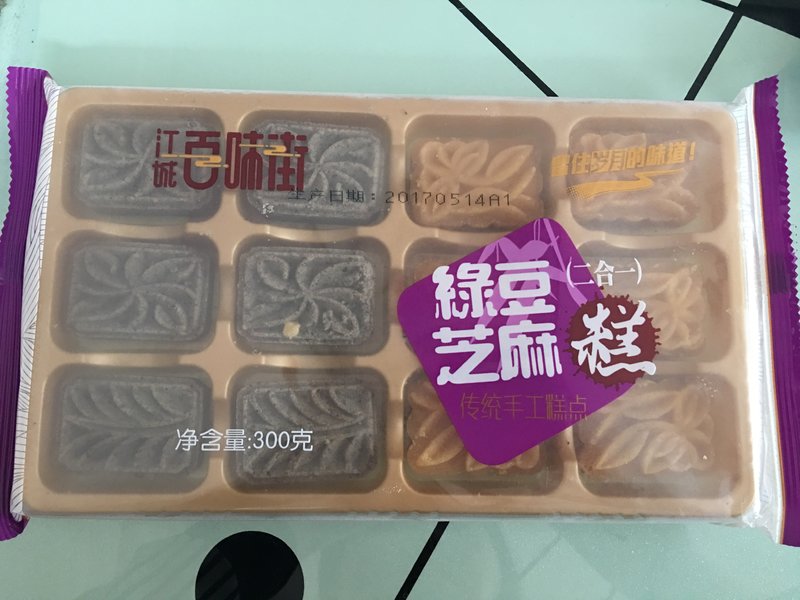 江城百味街
留住岁月的味道!
生产日期:20170514A1
綠豆
芝麻
(二合一)
糕
传统手工糕点
净含量:300克